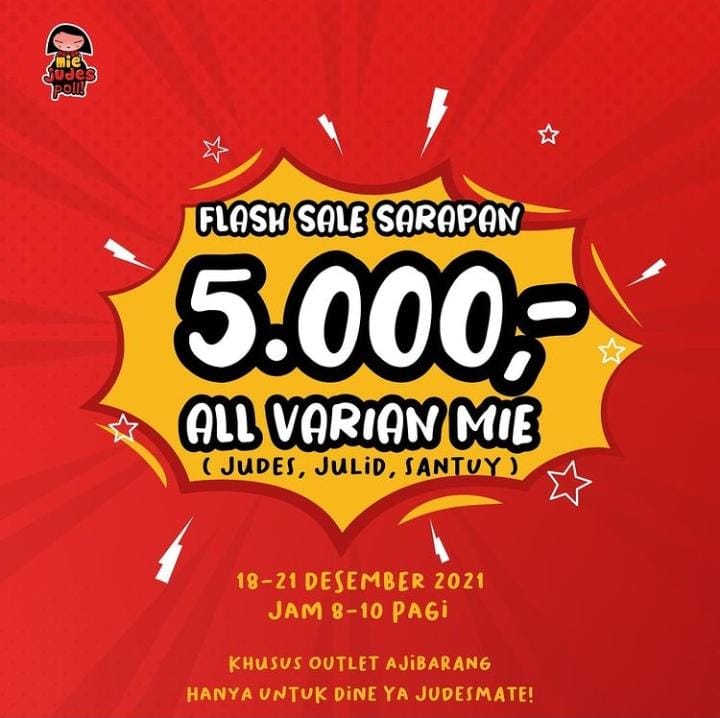 mie
judes
poll!
FLASH SALE SARAPAN
5.000,-
ALL VARIAN MIE
( JUDES, JULID, SANTUY )
18-21 DESEMBER 2021
JAM 8-10 PAGI
KHUSUS OUTLET AJIBARANG
HANYA UNTUK DINE YA JUDESMATE!